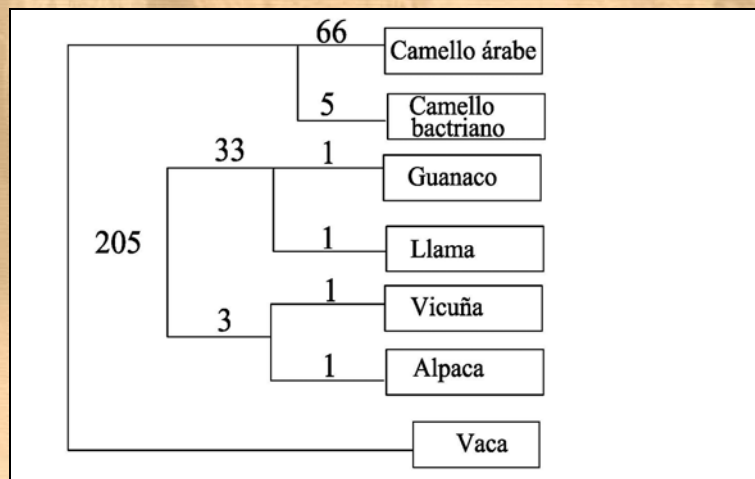 66
Camello árabe
5
Camello
bactriano
33
1
Guanaco
205
1
Llama
1
Vicuña
3
1
Alpaca
Vaca